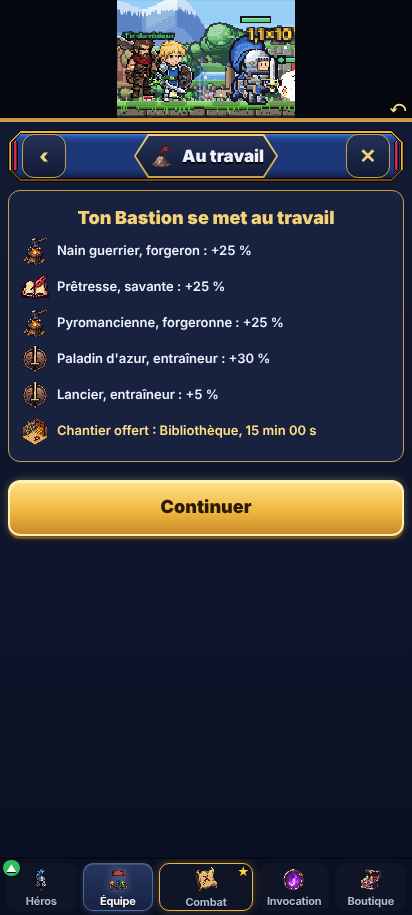 1,1×10
‹
Au travail
✕
Ton Bastion se met au travail
Nain guerrier, forgeron : +25 %
Prêtresse, savante : +25 %
Pyromancienne, forgeronne : +25 %
Paladin d'azur, entraîneur : +30 %
Lancier, entraîneur : +5 %
Chantier offert : Bibliothèque, 15 min 00 s
Continuer
Héros
Équipe
Combat
Invocation
Boutique